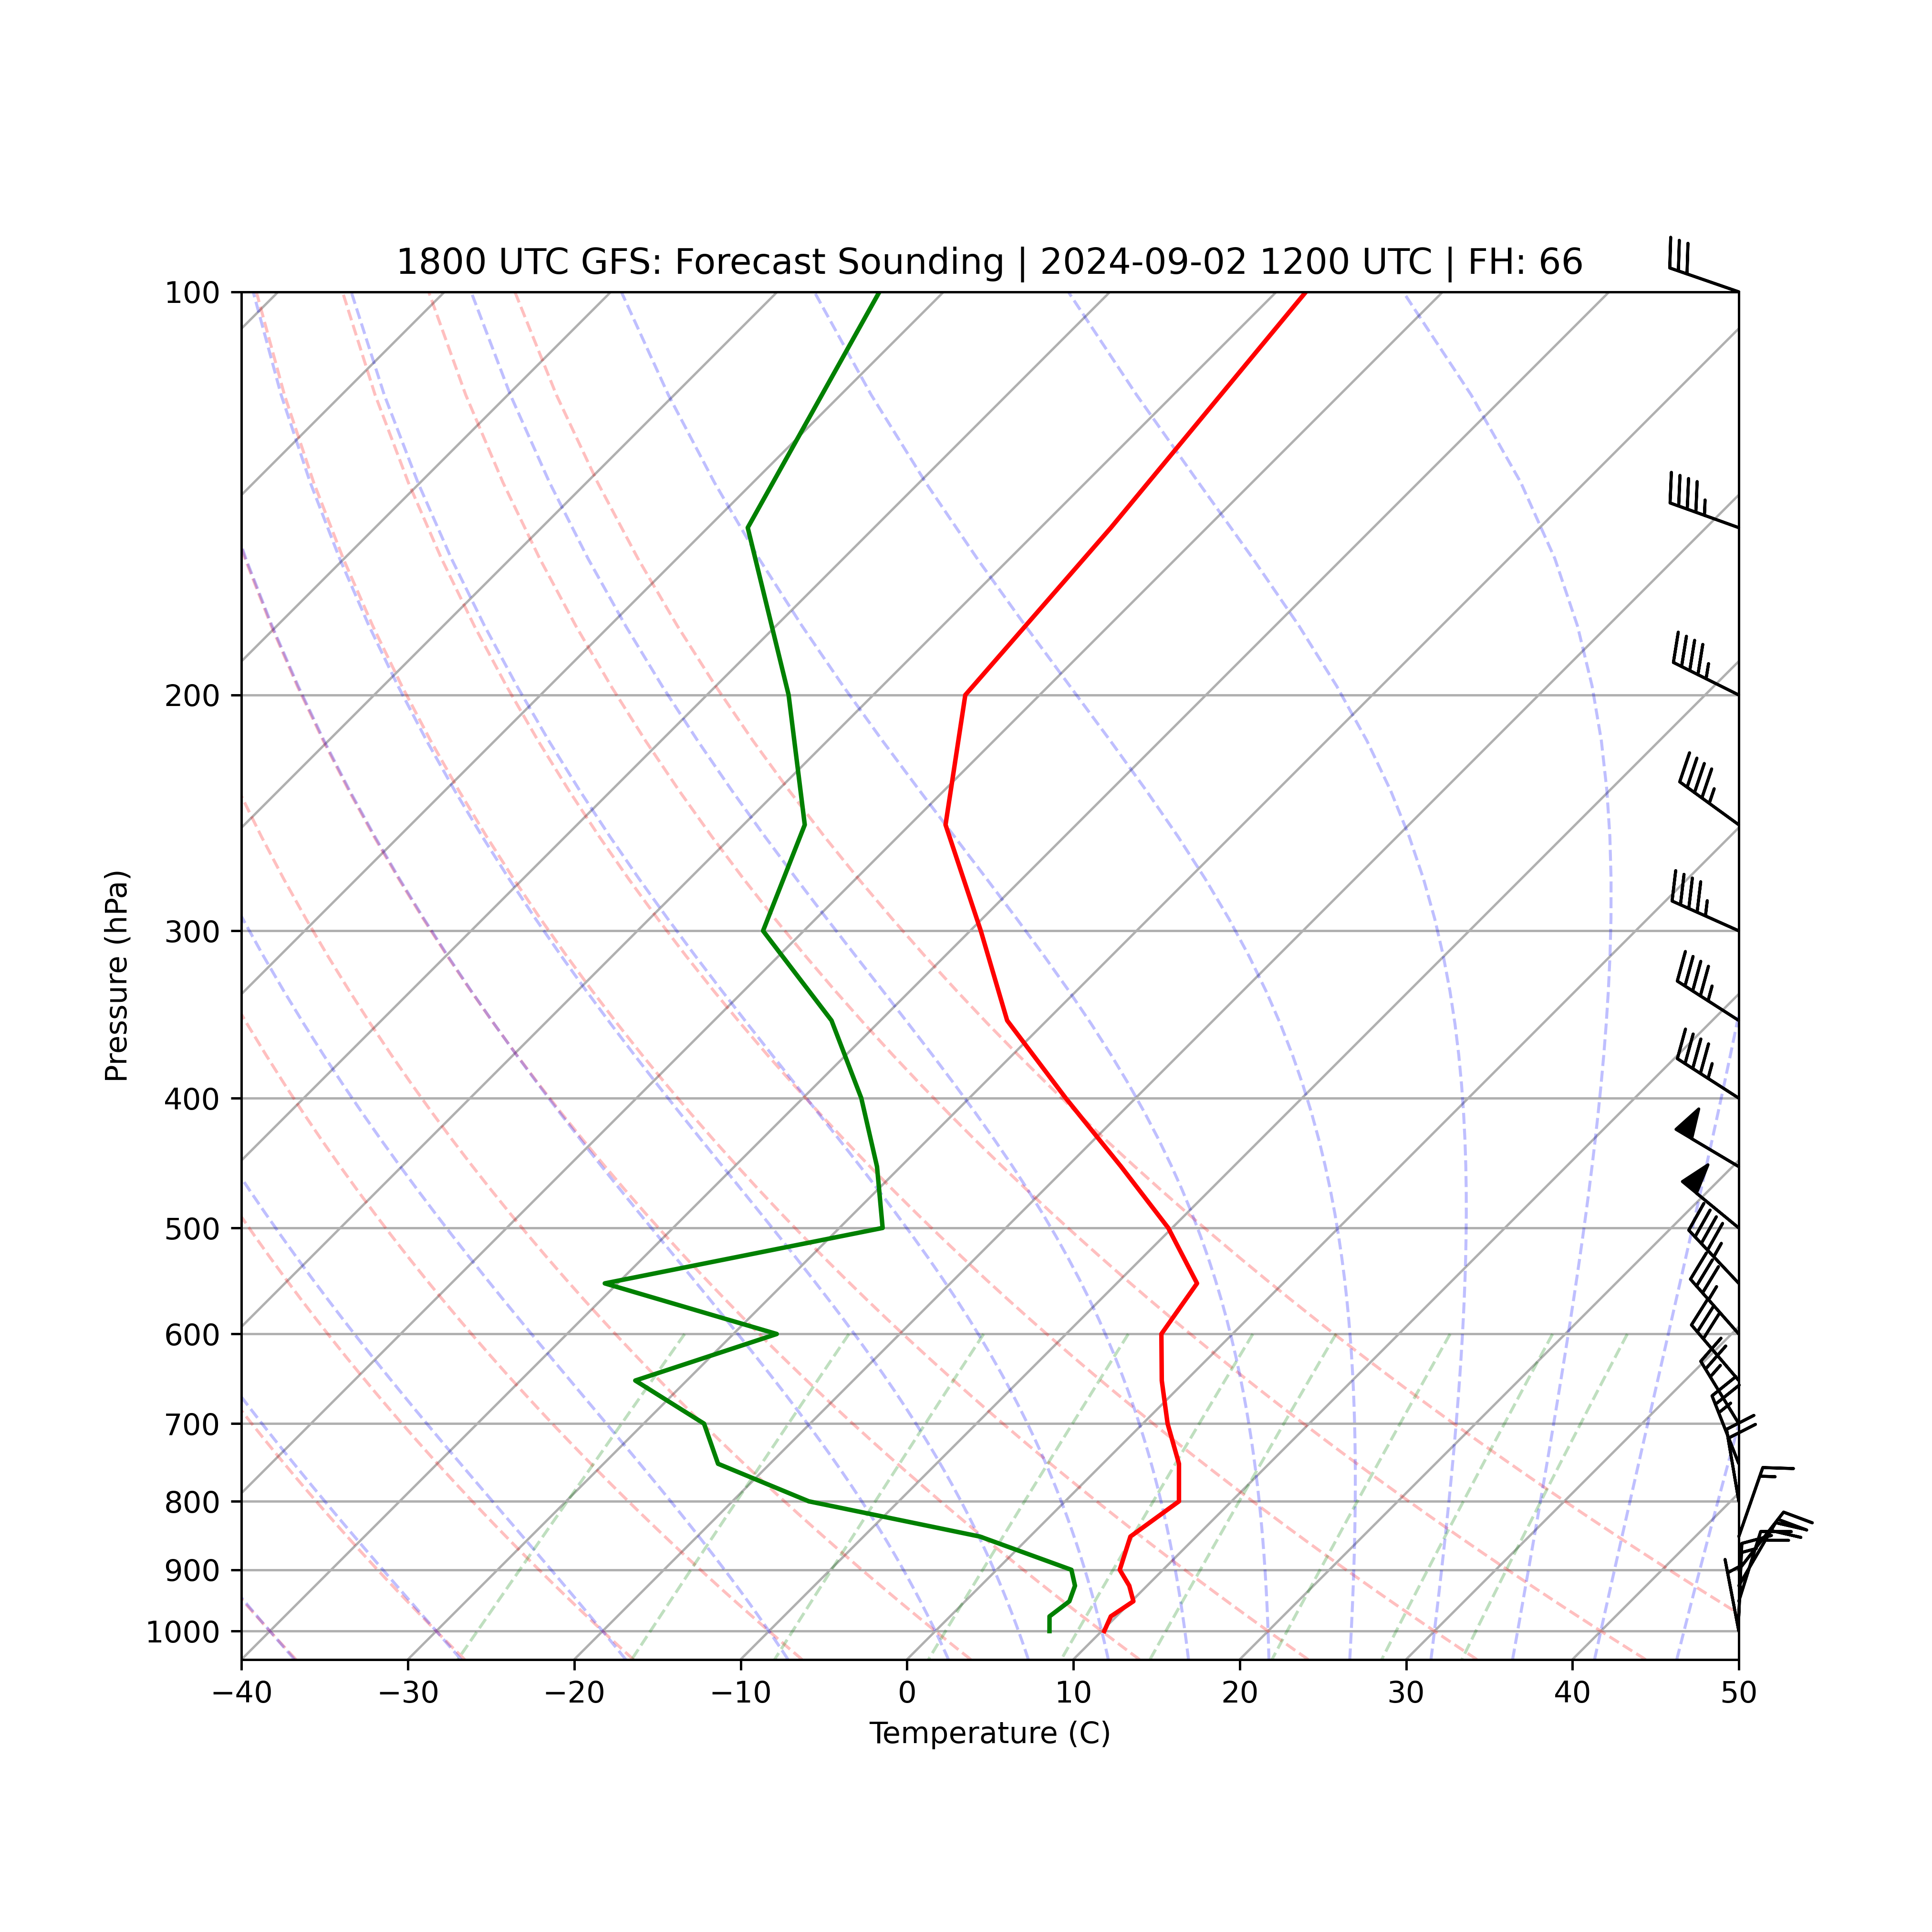 1800 UTC GFS: Forecast Sounding | 2024-09-02 1200 UTC | FH: 66
100
200
300
400
500
600
700
800
900
1000
Pressure (hPa)
−40 −30 −20 −10 0 10 20 30 40 50
Temperature (C)